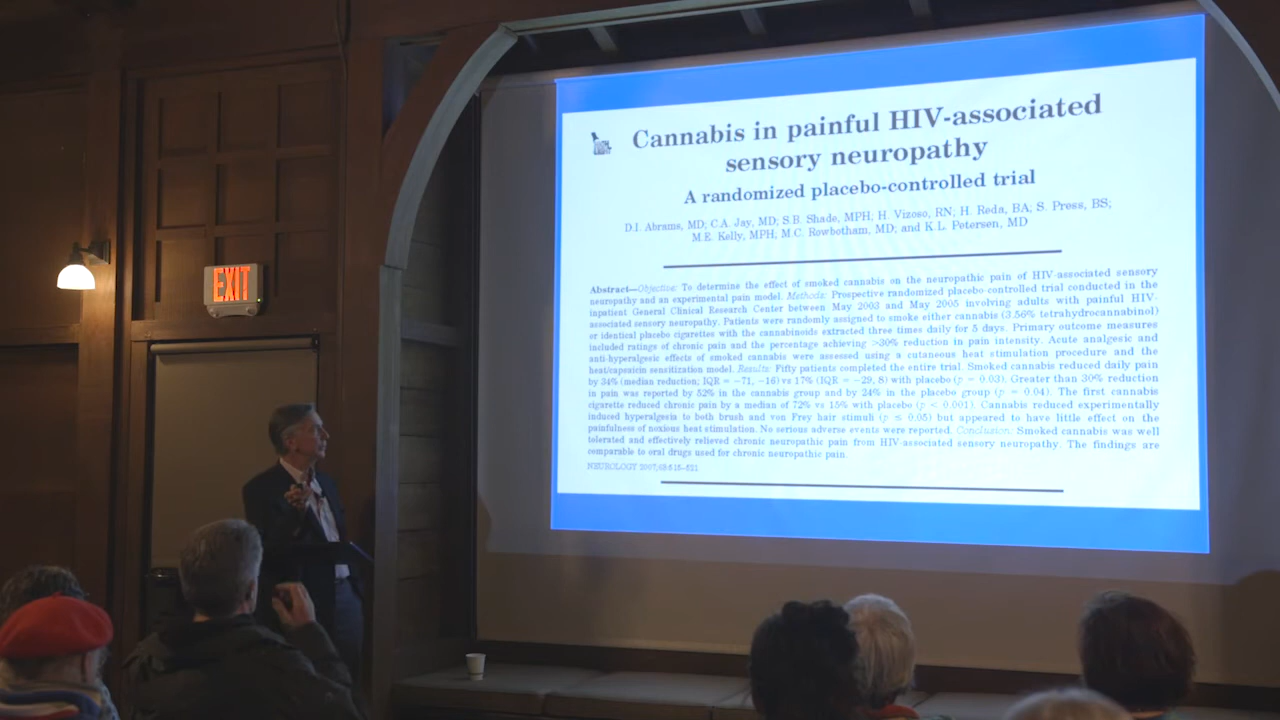 EXIT
Cannabis in painful HIV-associated
sensory neuropathy
A randomized placebo-controlled trial
D.I. Abrams, MD; C.A. Jay, MD; S.B. Shade, MPH; H. Vizoso, RN; H. Reda, BA; S. Press, BS;
M.E. Kelly, MPH; M.C. Rowbotham, MD; and K.L. Petersen, MD
Abstract—Objective: To determine the effect of smoked cannabis on the neuropathic pain of HIV-associated sensory
neuropathy and an experimental pain model. Methods: Prospective randomized placebo-controlled trial conducted in the
inpatient General Clinical Research Center between May 2003 and May 2005 involving adults with painful HIV-
associated sensory neuropathy. Patients were randomly assigned to smoke either cannabis (3.56% tetrahydrocannabinol)
or identical placebo cigarettes with the cannabinoids extracted three times daily for 5 days. Primary outcome measures
included ratings of chronic pain and the percentage achieving >30% reduction in pain intensity. Acute analgesic and
anti-hyperalgesic effects of smoked cannabis were assessed using a cutaneous heat stimulation procedure and the
heat/capsaicin sensitization model. Results: Fifty patients completed the entire trial. Smoked cannabis reduced daily pain
by 34% (median reduction; IQR = −71, −16) vs 17% (IQR = −29, 8) with placebo (p = 0.03). Greater than 30% reduction
in pain was reported by 52% in the cannabis group and by 24% in the placebo group (p = 0.04). The first cannabis
cigarette reduced chronic pain by a median of 72% vs 15% with placebo (p < 0.001). Cannabis reduced experimentally
induced hyperalgesia to both brush and von Frey hair stimuli (p ≤ 0.05) but appeared to have little effect on the
painfulness of noxious heat stimulation. No serious adverse events were reported. Conclusion: Smoked cannabis was well
tolerated and effectively relieved chronic neuropathic pain from HIV-associated sensory neuropathy. The findings are
comparable to oral drugs used for chronic neuropathic pain.
NEUROLOGY 2007;68:515–521